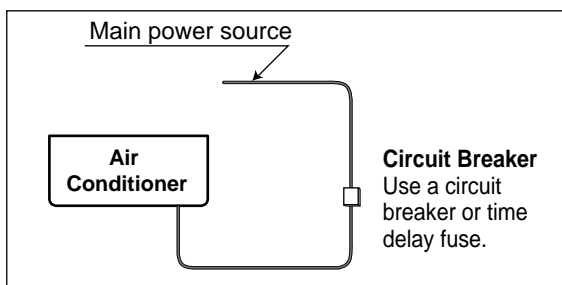 Main power source
Air
Conditioner
Circuit Breaker
Use a circuit
breaker or time
delay fuse.